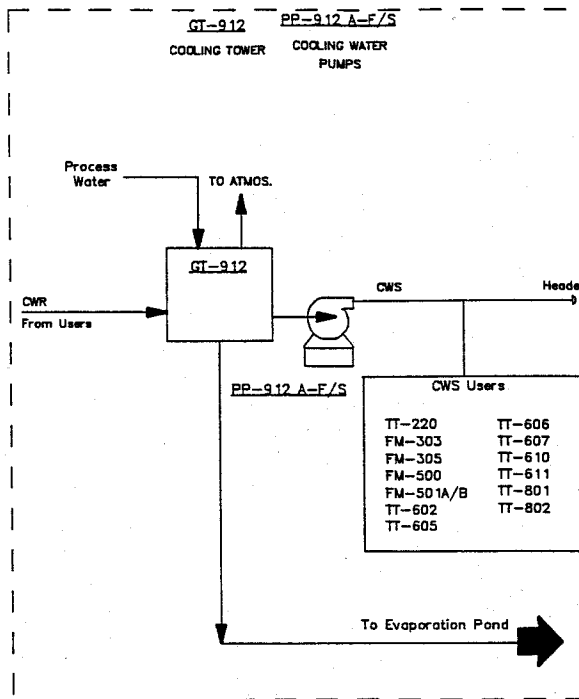 GT-912
COOLING TOWER
PP-912 A-F/S
COOLING WATER
PUMPS
Process
Water
TO ATMOS.
GT-912
CWR
From Users
CWS
Heade
PP-912 A-F/S
CWS Users
TT-220
FM-303
FM-305
FM-500
FM-501A/B
TT-602
TT-605
TT-606
TT-607
TT-610
TT-611
TT-801
TT-802
To Evaporation Pond